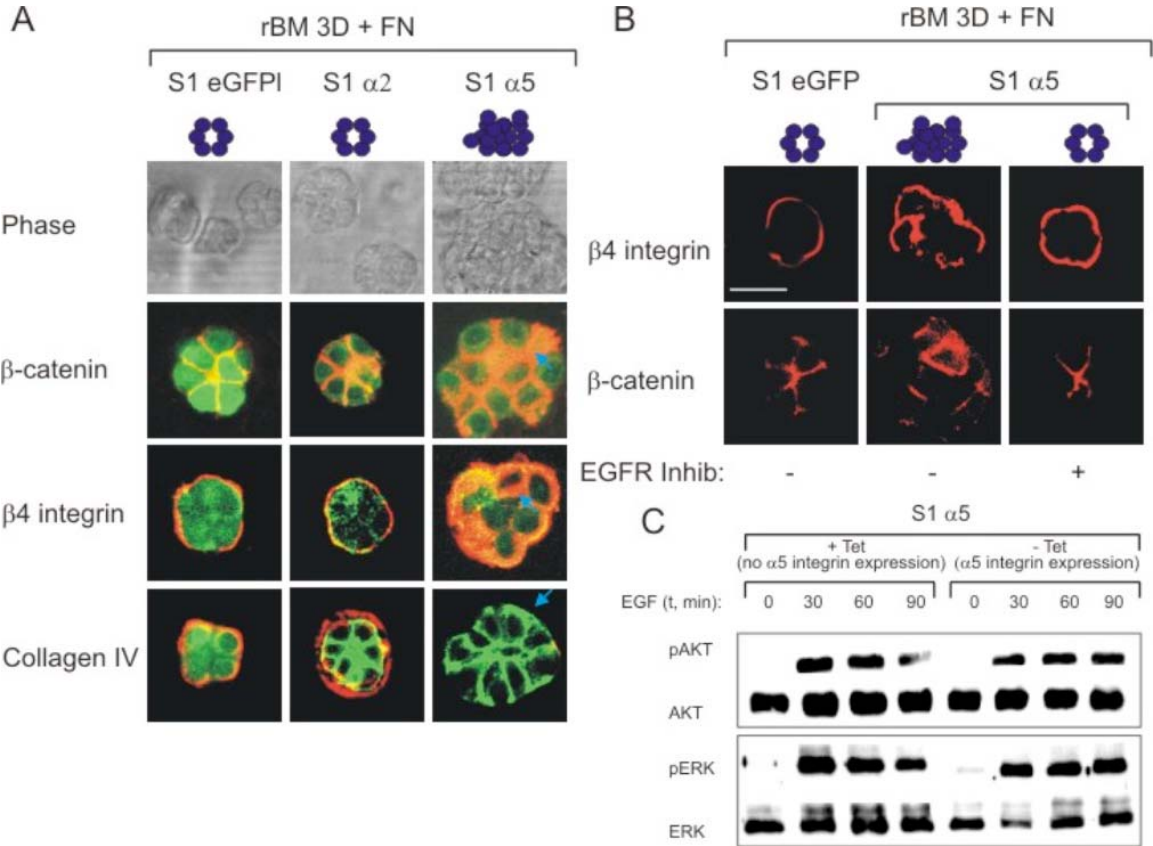 A
rBM 3D + FN
S1 eGFPl
S1 α2
S1 α5
Phase
β-catenin
β4 integrin
Collagen IV
B
rBM 3D + FN
S1 eGFP
S1 α5
β4 integrin
β-catenin
EGFR Inhib:
-
-
+
C
S1 α5
+ Tet
(no α5 integrin expression)
- Tet
(α5 integrin expression)
EGF (t, min):
0 30 60 90 0 30 60 90
pAKT
AKT
pERK
ERK